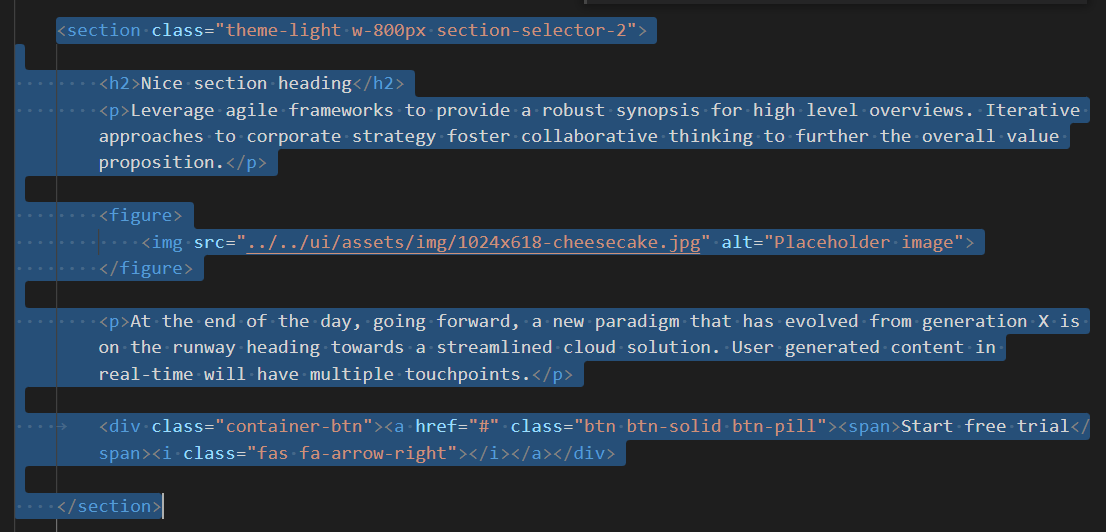 <section class="theme-light w-800px section-selector-2">
<h2>Nice section heading</h2>
<p>Leverage agile frameworks to provide a robust synopsis for high level overviews. Iterative
approaches to corporate strategy foster collaborative thinking to further the overall value
proposition.</p>
<figure>
<img src="../../ui/assets/img/1024x618-cheesecake.jpg" alt="Placeholder image">
</figure>
<p>At the end of the day, going forward, a new paradigm that has evolved from generation X is
on the runway heading towards a streamlined cloud solution. User generated content in
real-time will have multiple touchpoints.</p>
<div class="container-btn"><a href="#" class="btn btn-solid btn-pill"><span>Start free trial</
span><i class="fas fa-arrow-right"></i></a></div>
</section>